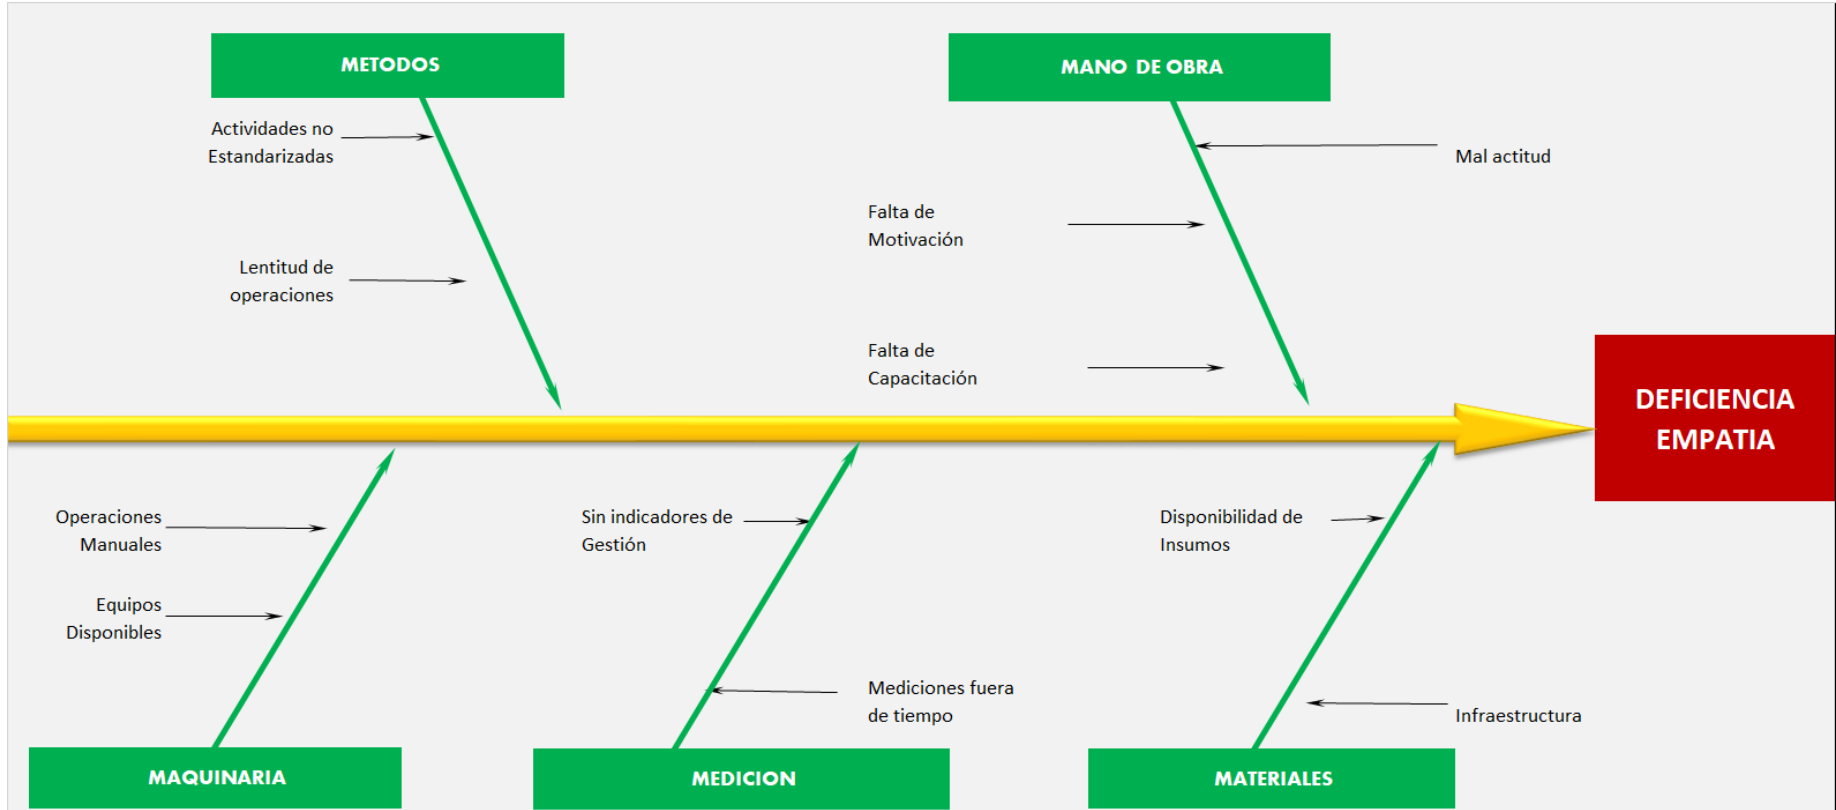 METODOS
MANO DE OBRA
Actividades no
Estandarizadas
Mal actitud
Falta de
Motivación
Lentitud de
operaciones
Falta de
Capacitación
DEFICIENCIA
EMPATIA
Operaciones
Manuales
Sin indicadores de
Gestión
Disponibilidad de
Insumos
Equipos
Disponibles
Mediciones fuera
de tiempo
Infraestructura
MAQUINARIA
MEDICION
MATERIALES